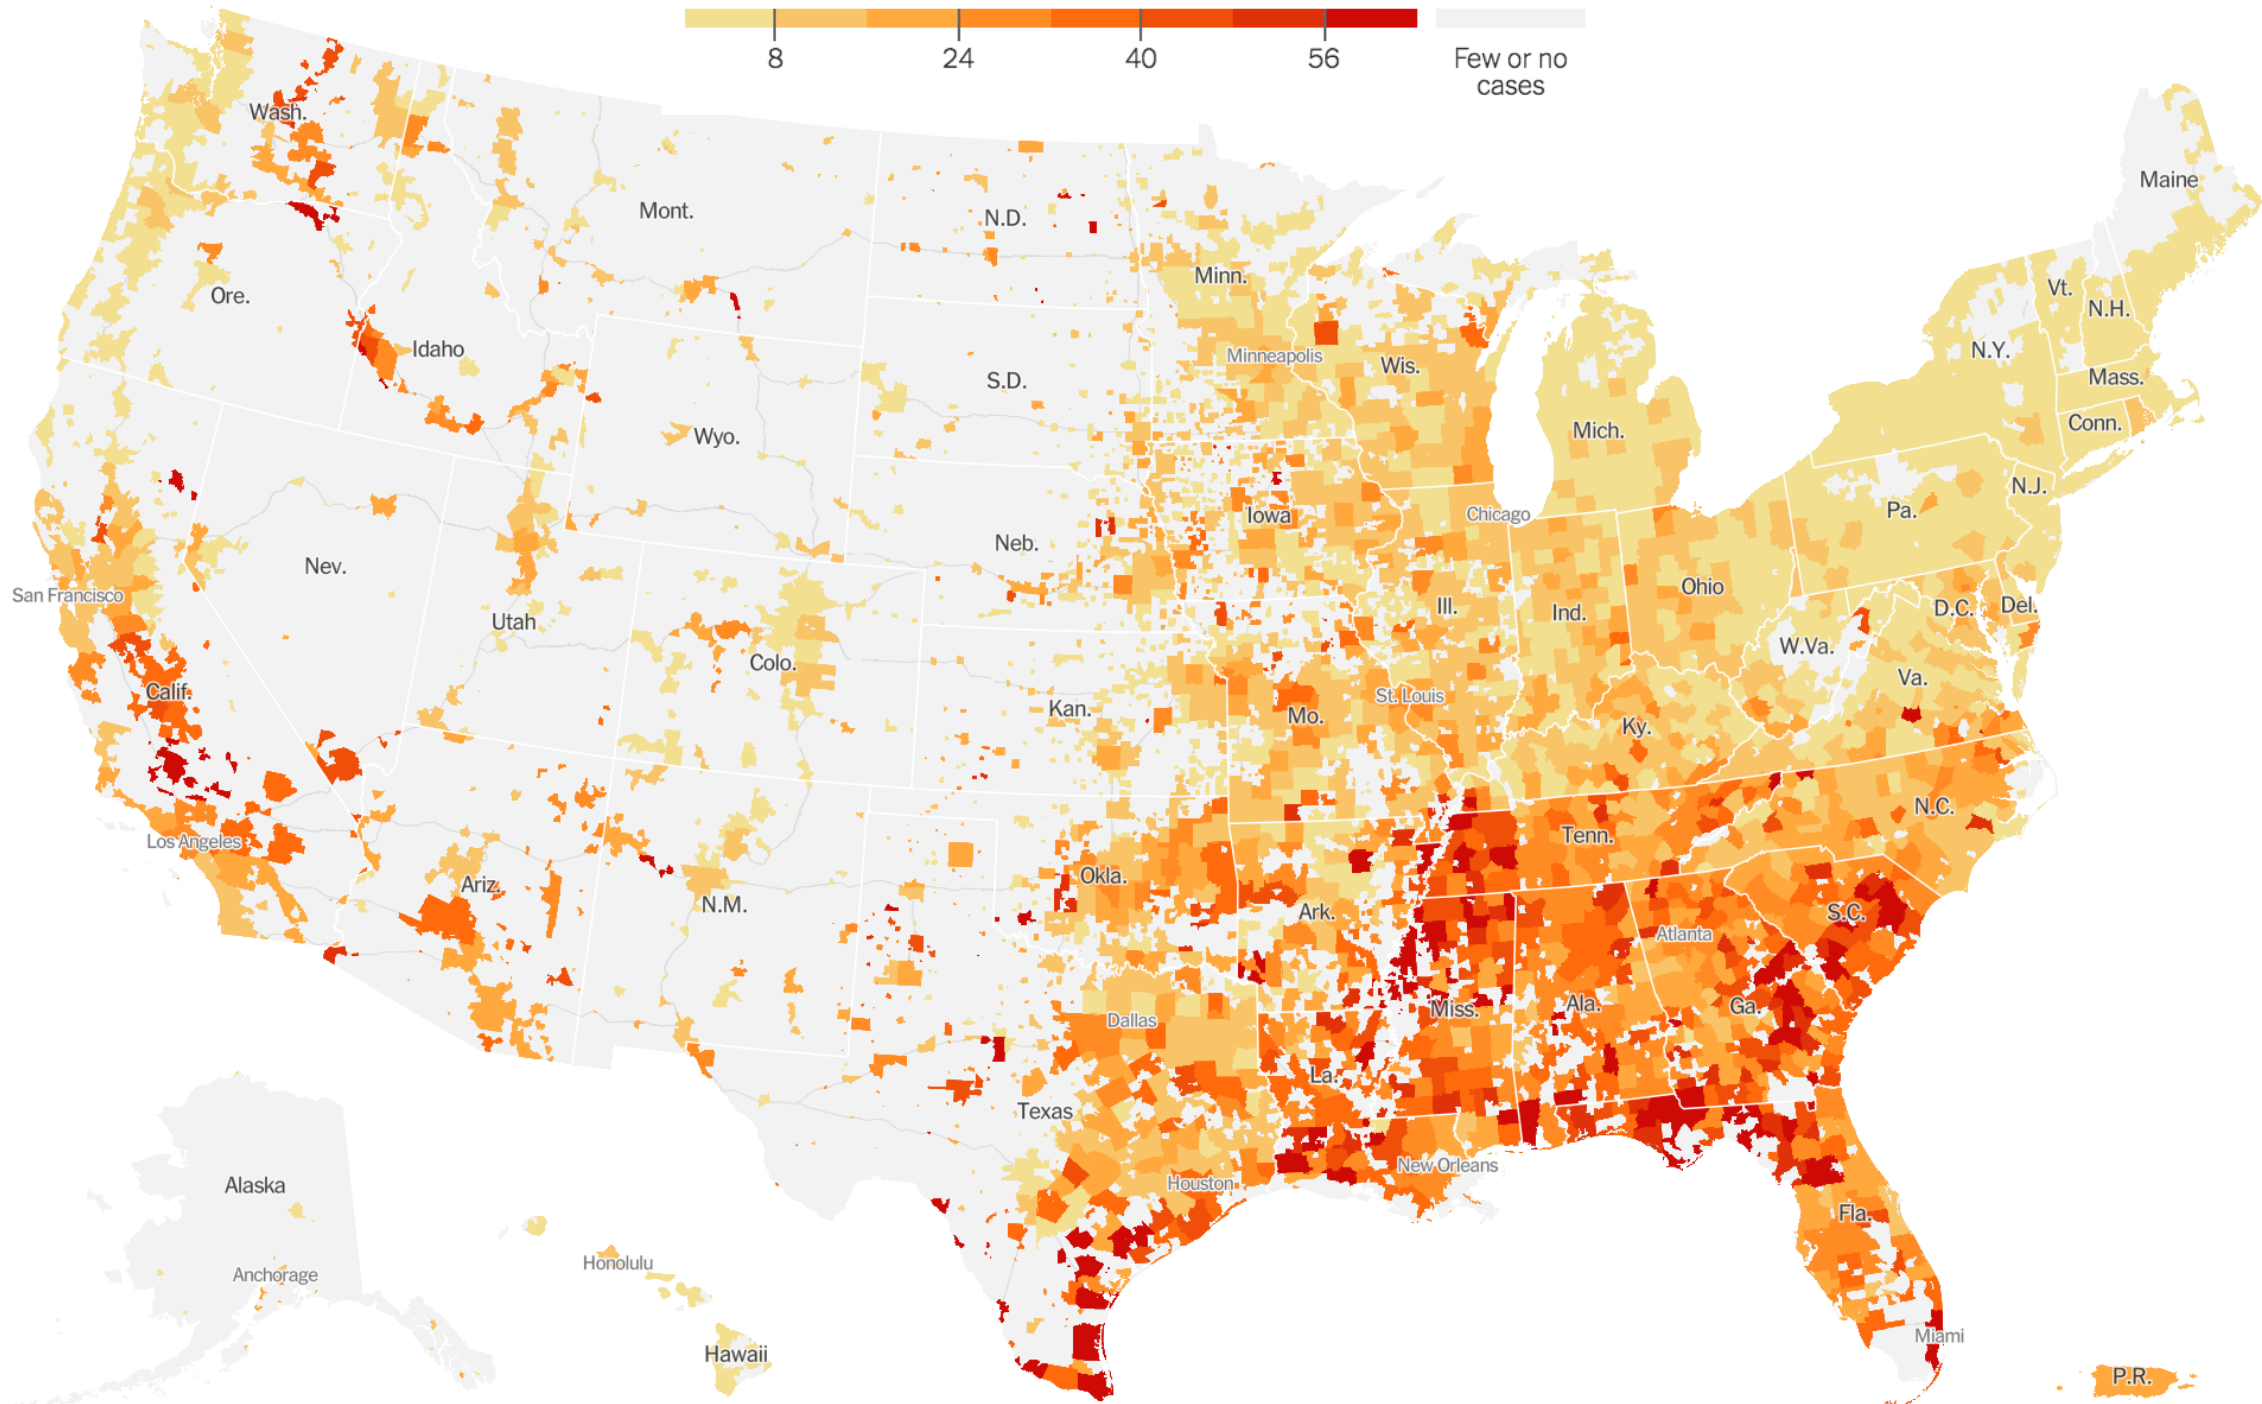 8
24
40
56
Few or no
cases
Wash.
Maine
Mont.
N.D.
Minn.
Vt.
Ore.
N.H.
Idaho
Minneapolis
Wis.
N.Y.
S.D.
Mass.
Wyo.
Mich.
Conn.
N.J.
Iowa
Chicago
Pa.
Neb.
Nev.
San Francisco
Utah
Ill.
Ind.
Ohio
D.C.
Del.
W.Va.
Colo.
Calif.
Kan.
St. Louis
Mo.
Ky.
Va.
Los Angeles
Tenn.
N.C.
Ariz.
Okla.
N.M.
Ark.
S.C.
Atlanta
Dallas
Miss.
Ala.
Ga.
La.
Texas
New Orleans
Alaska
Houston
Fla.
Honolulu
Anchorage
Miami
Hawaii
P.R.